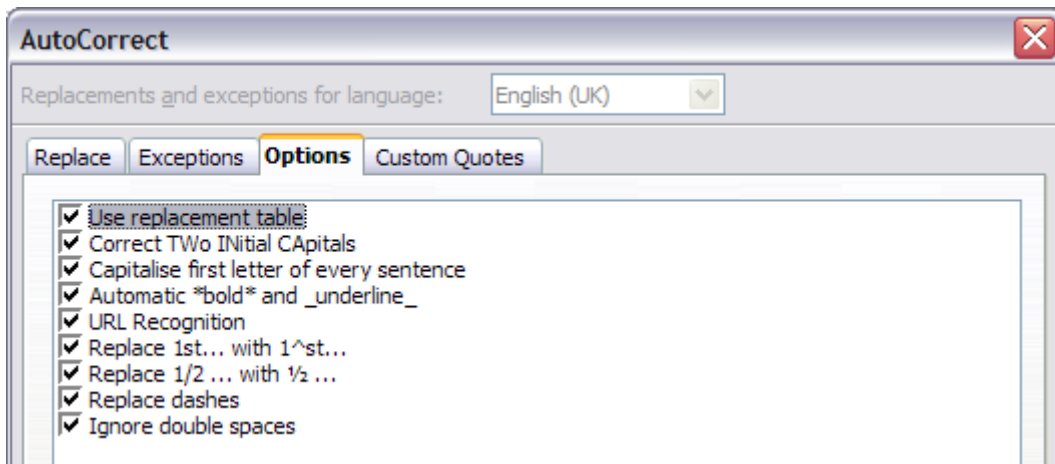 AutoCorrect
Replacements and exceptions for language: English (UK)
Replace Exceptions Options Custom Quotes
Use replacement table
Correct TWo INitial CApitals
Capitalise first letter of every sentence
Automatic *bold* and _underline_
URL Recognition
Replace 1st... with 1^st...
Replace 1/2 ... with ½ ...
Replace dashes
Ignore double spaces